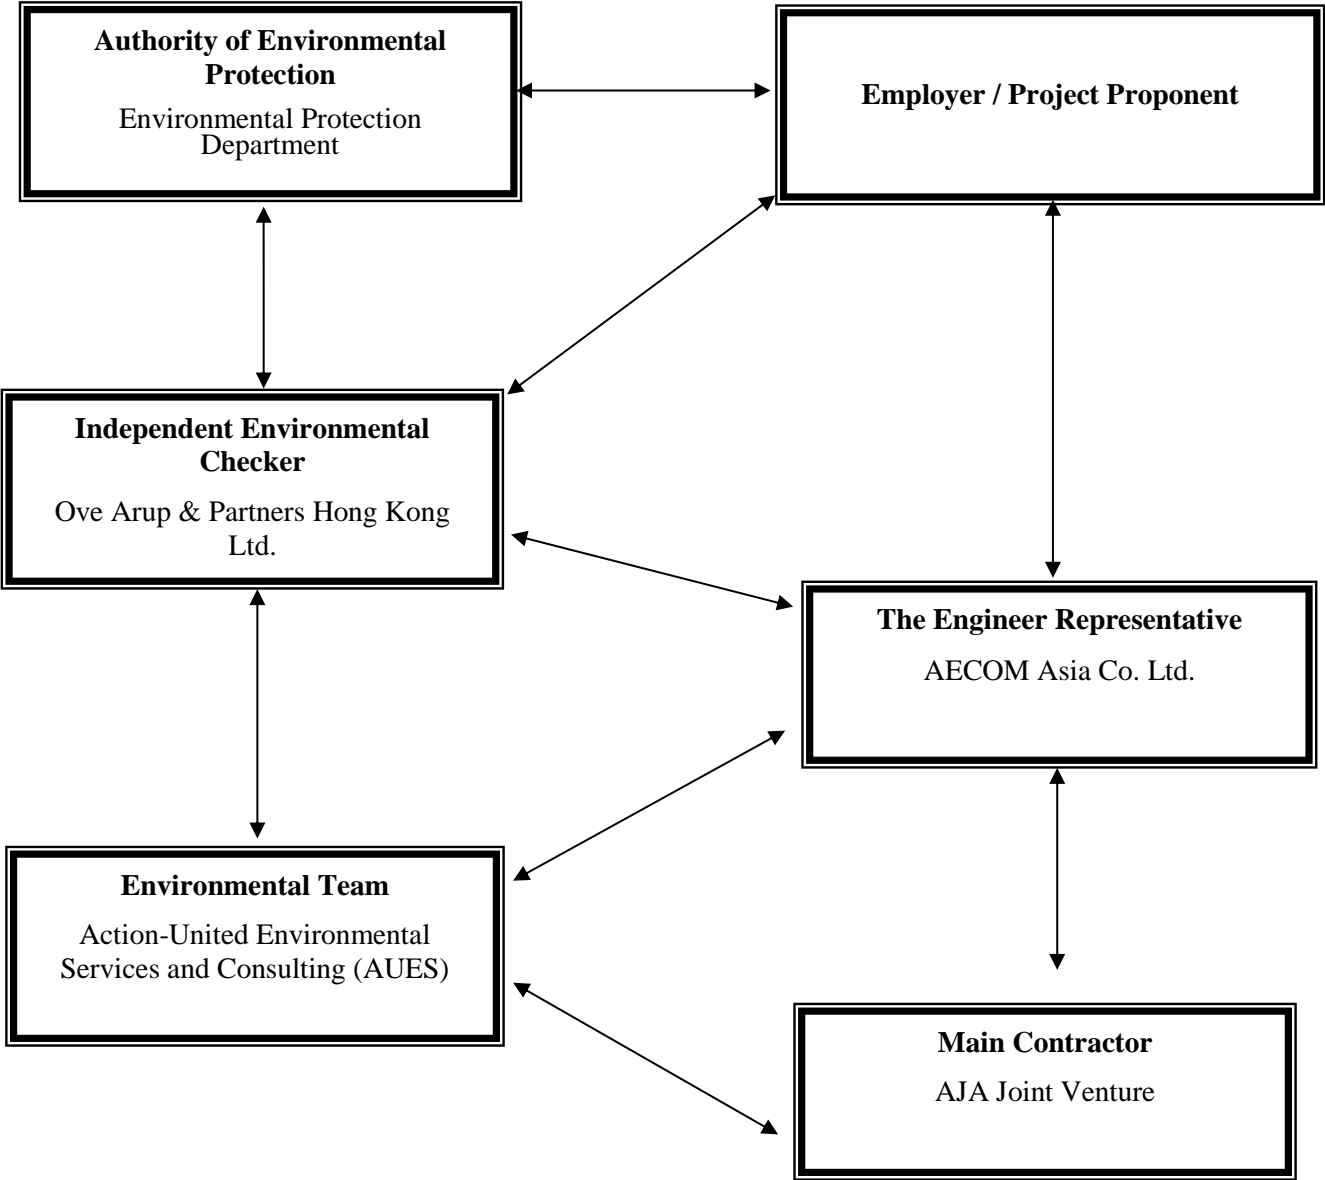 Authority of Environmental
Protection
Environmental Protection
Department
Employer / Project Proponent
Independent Environmental
Checker
Ove Arup & Partners Hong Kong
Ltd.
The Engineer Representative
AECOM Asia Co. Ltd.
Environmental Team
Action-United Environmental
Services and Consulting (AUES)
Main Contractor
AJA Joint Venture